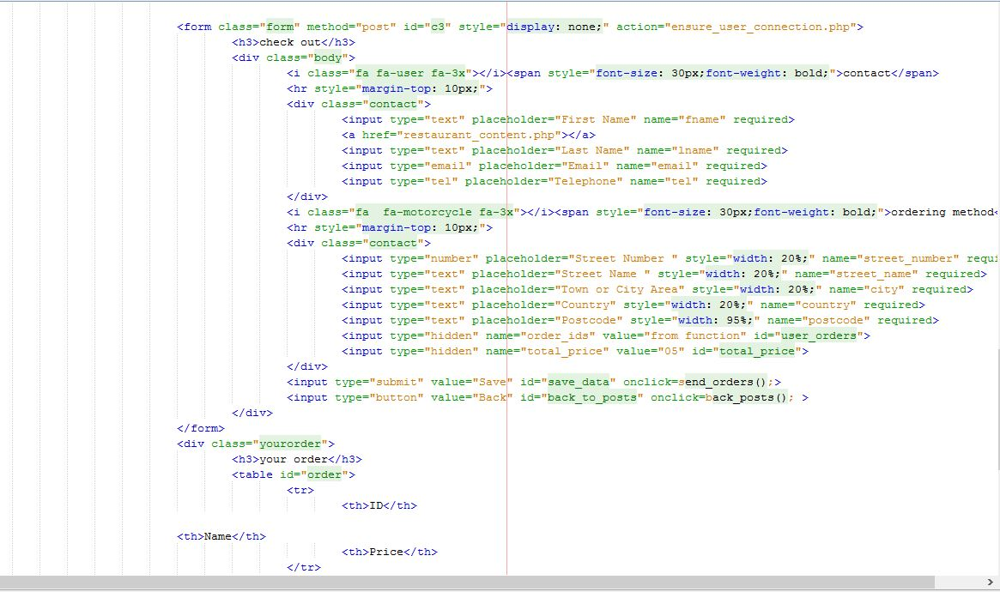 <form class="form" method="post" id="c3" style="display: none;" action="ensure_user_connection.php">
<h3>check out</h3>
<div class="body">
<i class="fa fa-user fa-3x"></i><span style="font-size: 30px;font-weight: bold;">contact</span>
<hr style="margin-top: 10px;">
<div class="contact">
<input type="text" placeholder="First Name" name="fname" required>
<a href="restaurant_content.php"></a>
<input type="text" placeholder="Last Name" name="lname" required>
<input type="email" placeholder="Email" name="email" required>
<input type="tel" placeholder="Telephone" name="tel" required>
</div>
<i class="fa  fa-motorcycle fa-3x"></i><span style="font-size: 30px;font-weight: bold;">ordering method<
<hr style="margin-top: 10px;">
<div class="contact">
<input type="number" placeholder="Street Number " style="width: 20%;" name="street_number" requi
<input type="text" placeholder="Street Name " style="width: 20%;" name="street_name" required>
<input type="text" placeholder="Town or City Area" style="width: 20%;" name="city" required>
<input type="text" placeholder="Country" style="width: 20%;" name="country" required>
<input type="text" placeholder="Postcode" style="width: 95%;" name="postcode" required>
<input type="hidden" name="order_ids" value="from function" id="user_orders">
<input type="hidden" name="total_price" value="05" id="total_price">
</div>
<input type="submit" value="Save" id="save_data" onclick=send_orders();>
<input type="button" value="Back" id="back_to_posts" onclick=back_posts(); >
</div>
</form>
<div class="yourorder">
<h3>your order</h3>
<table id="order">
<tr>
<th>ID</th>
<th>Name</th>
<th>Price</th>
</tr>